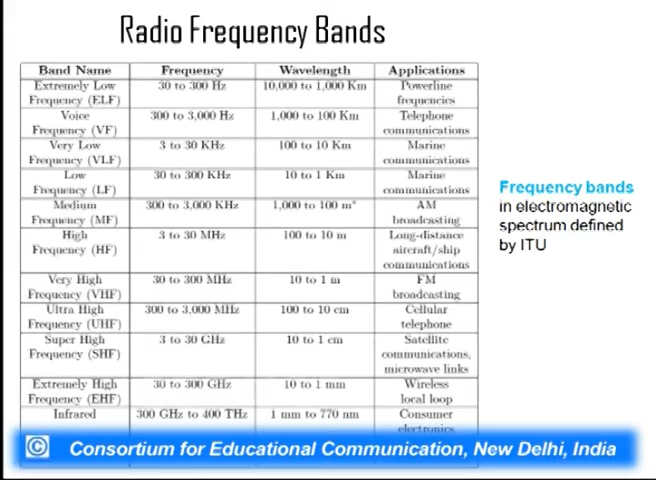 Radio Frequency Bands
Band Name Frequency Wavelength Applications
Extremely Low 30 to 300 Hz 10,000 to 1,000 Km Powerline
Frequency (ELF) frequencies
Voice 300 to 3,000 Hz 1,000 to 100 Km Telephone
Frequency (VF) communications
Very Low 3 to 30 KHz 100 to 10 Km Marine
Frequency (VLF) communications
Low 30 to 300 KHz 10 to 1 Km Marine
Frequency (LF) communications
Medium 300 to 3,000 KHz 1,000 to 100 m* AM
Frequency (MF) broadcasting
High 3 to 30 MHz 100 to 10 m Long-distance
Frequency (HF) aircraft/ship
communications
Very High 30 to 300 MHz 10 to 1 m FM
Frequency (VHF) broadcasting
Ultra High 300 to 3,000 MHz 100 to 10 cm Cellular
Frequency (UHF) telephone
Super High 3 to 30 GHz 10 to 1 cm Satellite
Frequency (SHF) communications,
microwave links
Extremely High 30 to 300 GHz 10 to 1 mm Wireless
Frequency (EHF) local loop
Infrared 300 GHz to 400 THz 1 mm to 770 nm Consumer
electronics
Frequency bands
in electromagnetic
spectrum defined
by ITU
© Consortium for Educational Communication, New Delhi, India